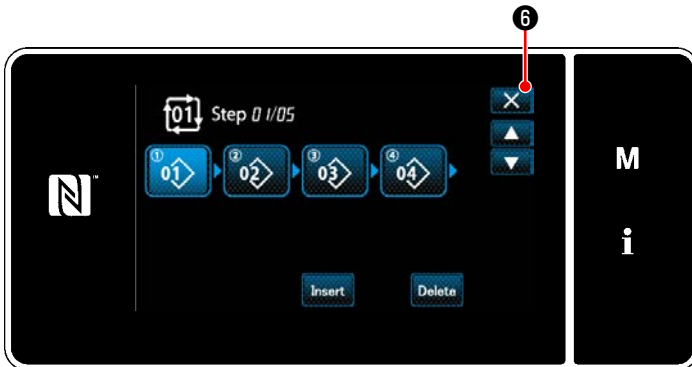 ❻
01 Step 01/05
① 01 ② 02 ③ 03 ④ 04
M
i
Insert Delete